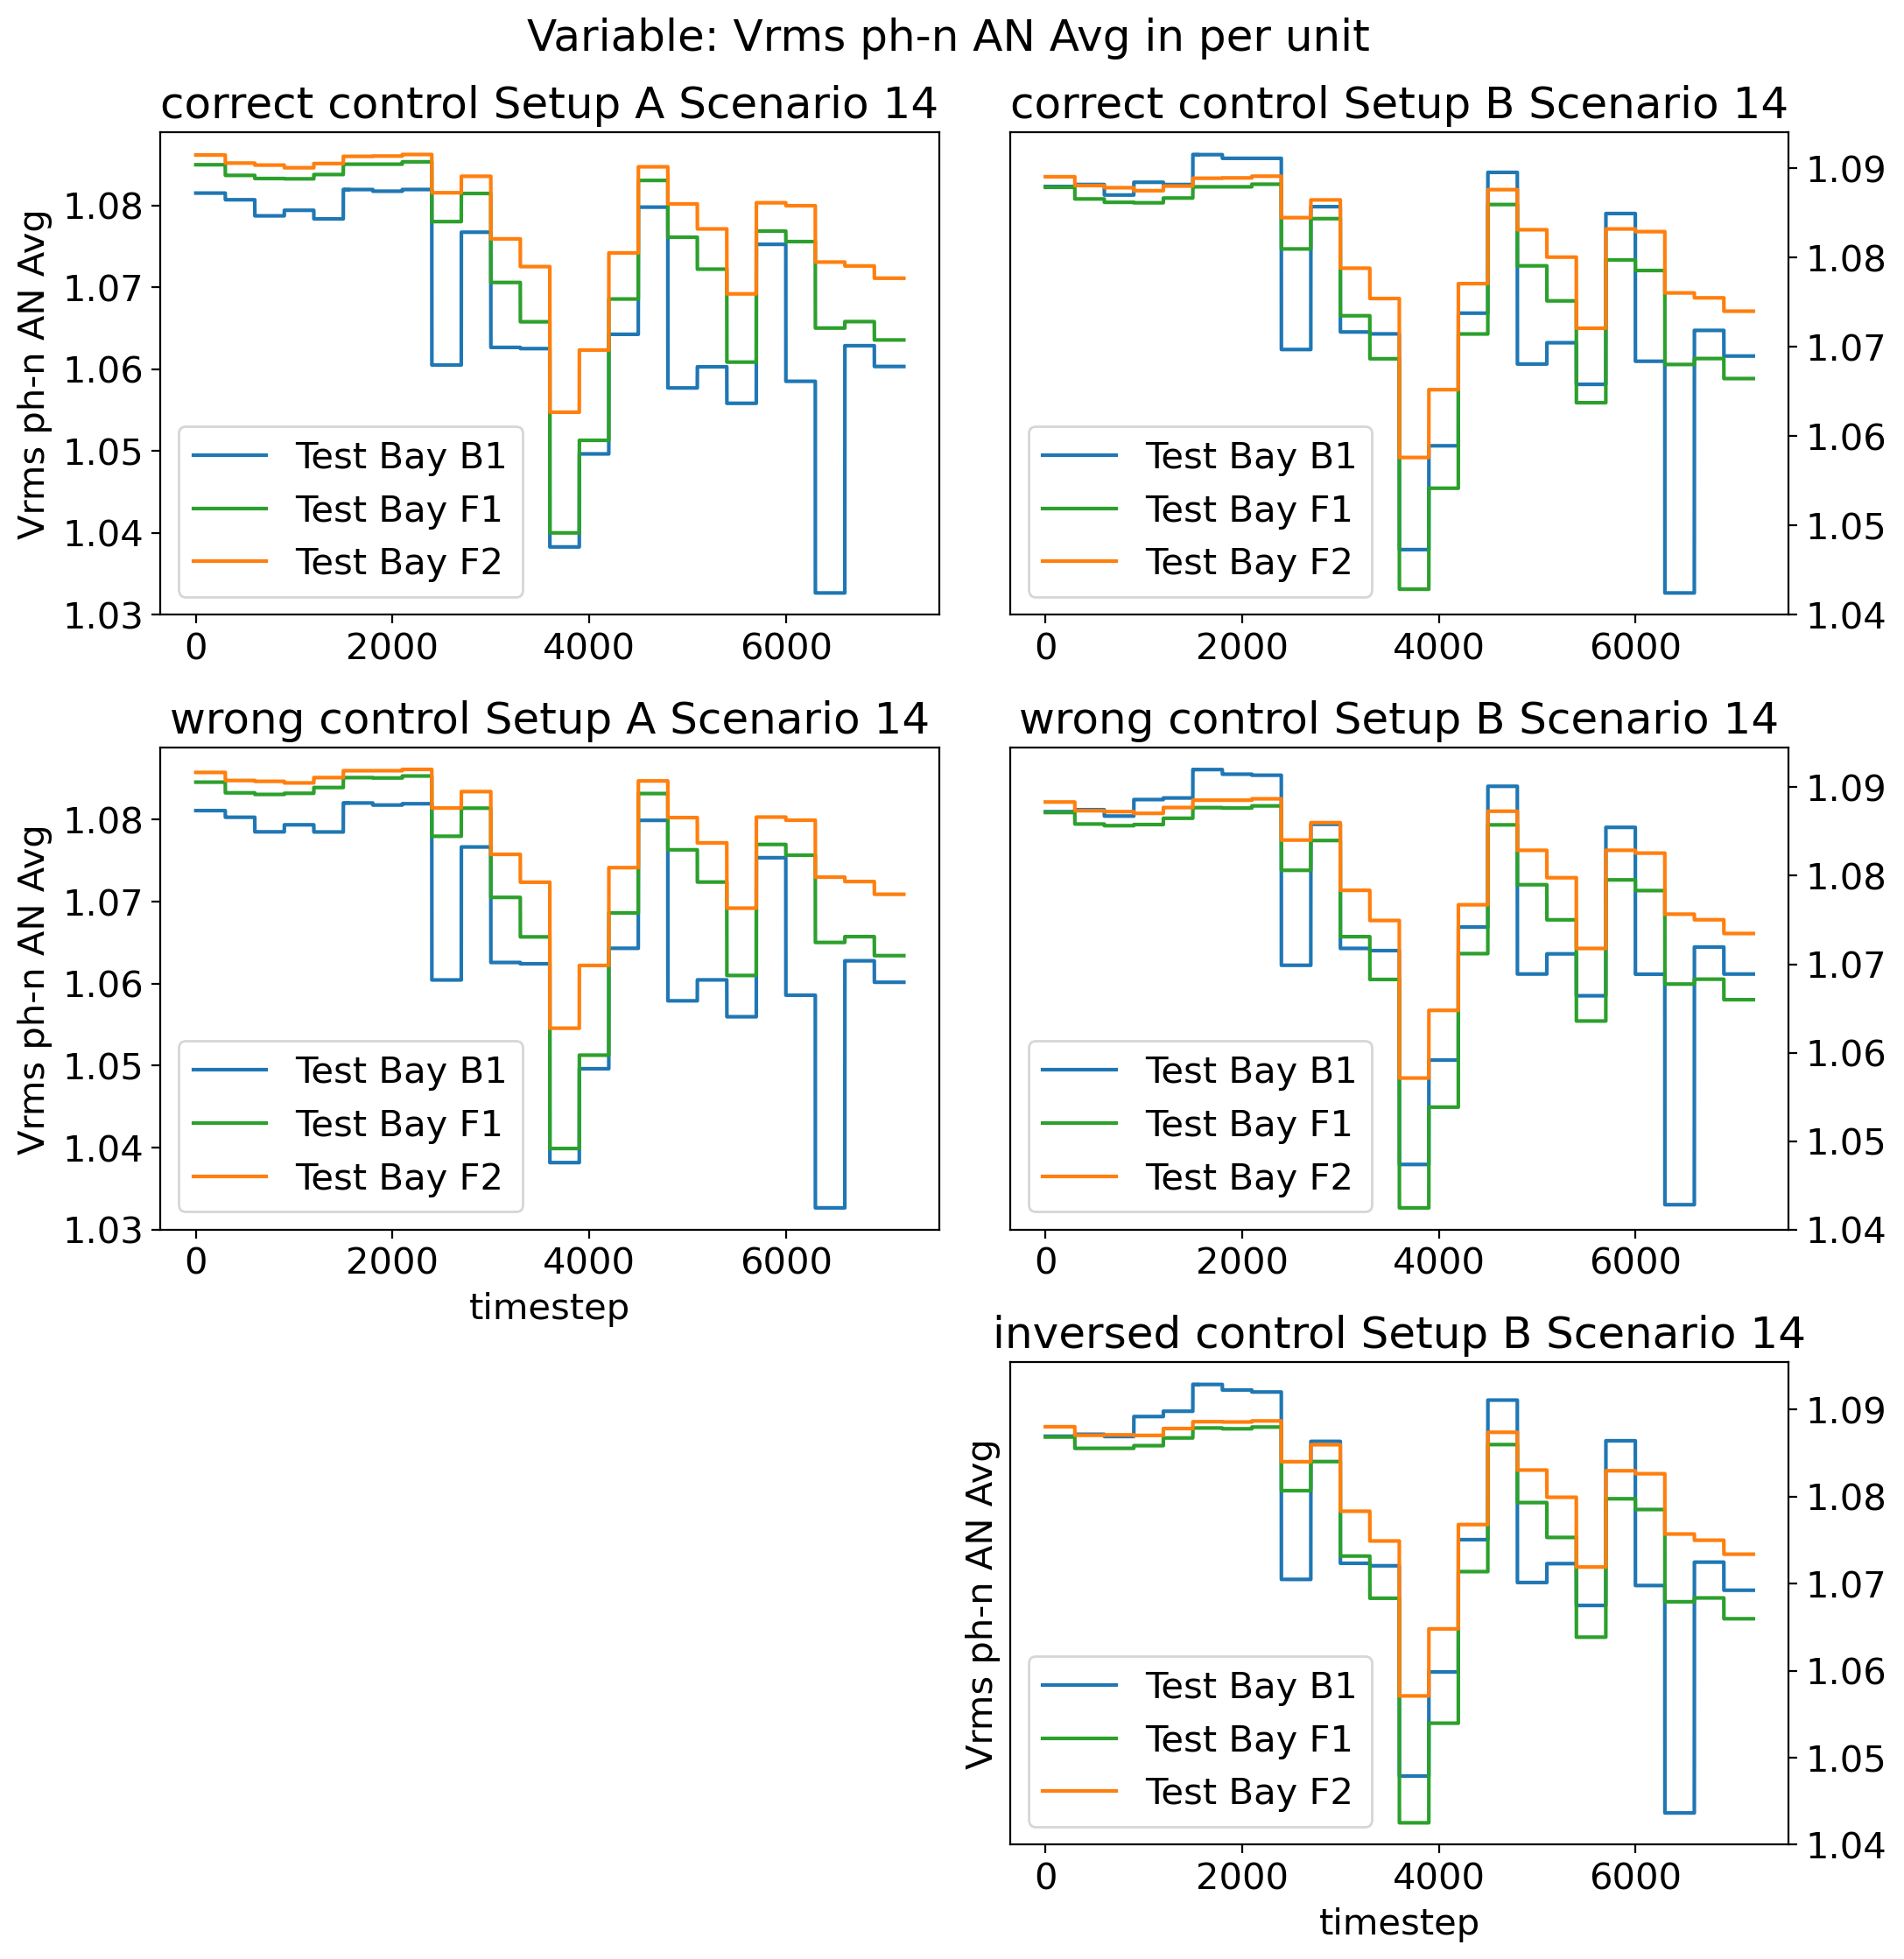 Variable: Vrms ph-n AN Avg in per unit
correct control Setup A Scenario 14
Vrms ph-n AN Avg
1.08
1.07
1.06
1.05
1.04
1.03
Test Bay B1
Test Bay F1
Test Bay F2
0 2000 4000 6000
correct control Setup B Scenario 14
1.09
1.08
1.07
1.06
1.05
1.04
Test Bay B1
Test Bay F1
Test Bay F2
0 2000 4000 6000
wrong control Setup A Scenario 14
Vrms ph-n AN Avg
1.08
1.07
1.06
1.05
1.04
1.03
Test Bay B1
Test Bay F1
Test Bay F2
0 2000 4000 6000
timestep
wrong control Setup B Scenario 14
1.09
1.08
1.07
1.06
1.05
1.04
Test Bay B1
Test Bay F1
Test Bay F2
0 2000 4000 6000
inversed control Setup B Scenario 14
Vrms ph-n AN Avg
1.09
1.08
1.07
1.06
1.05
1.04
Test Bay B1
Test Bay F1
Test Bay F2
0 2000 4000 6000
timestep